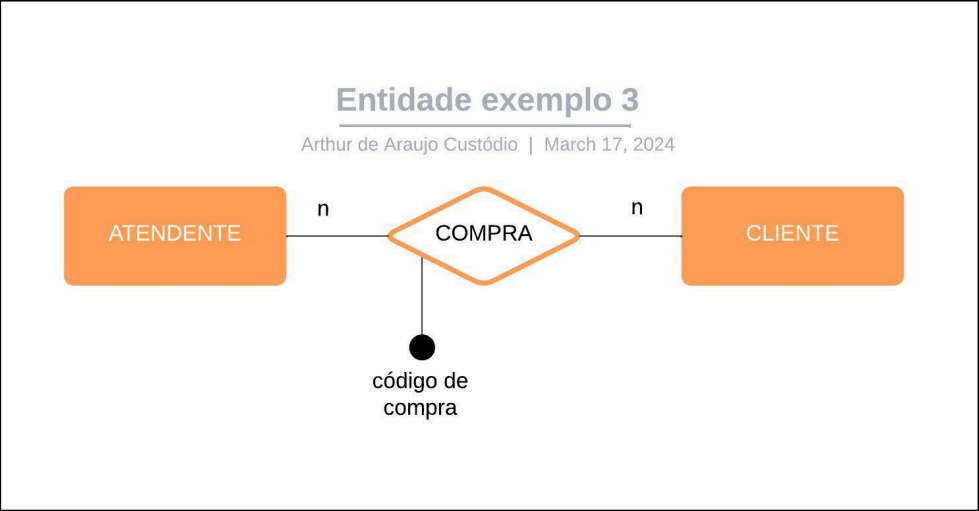 Entidade exemplo 3
Arthur de Araujo Custódio | March 17, 2024
ATENDENTE
n
COMPRA
n
CLIENTE
código de
compra